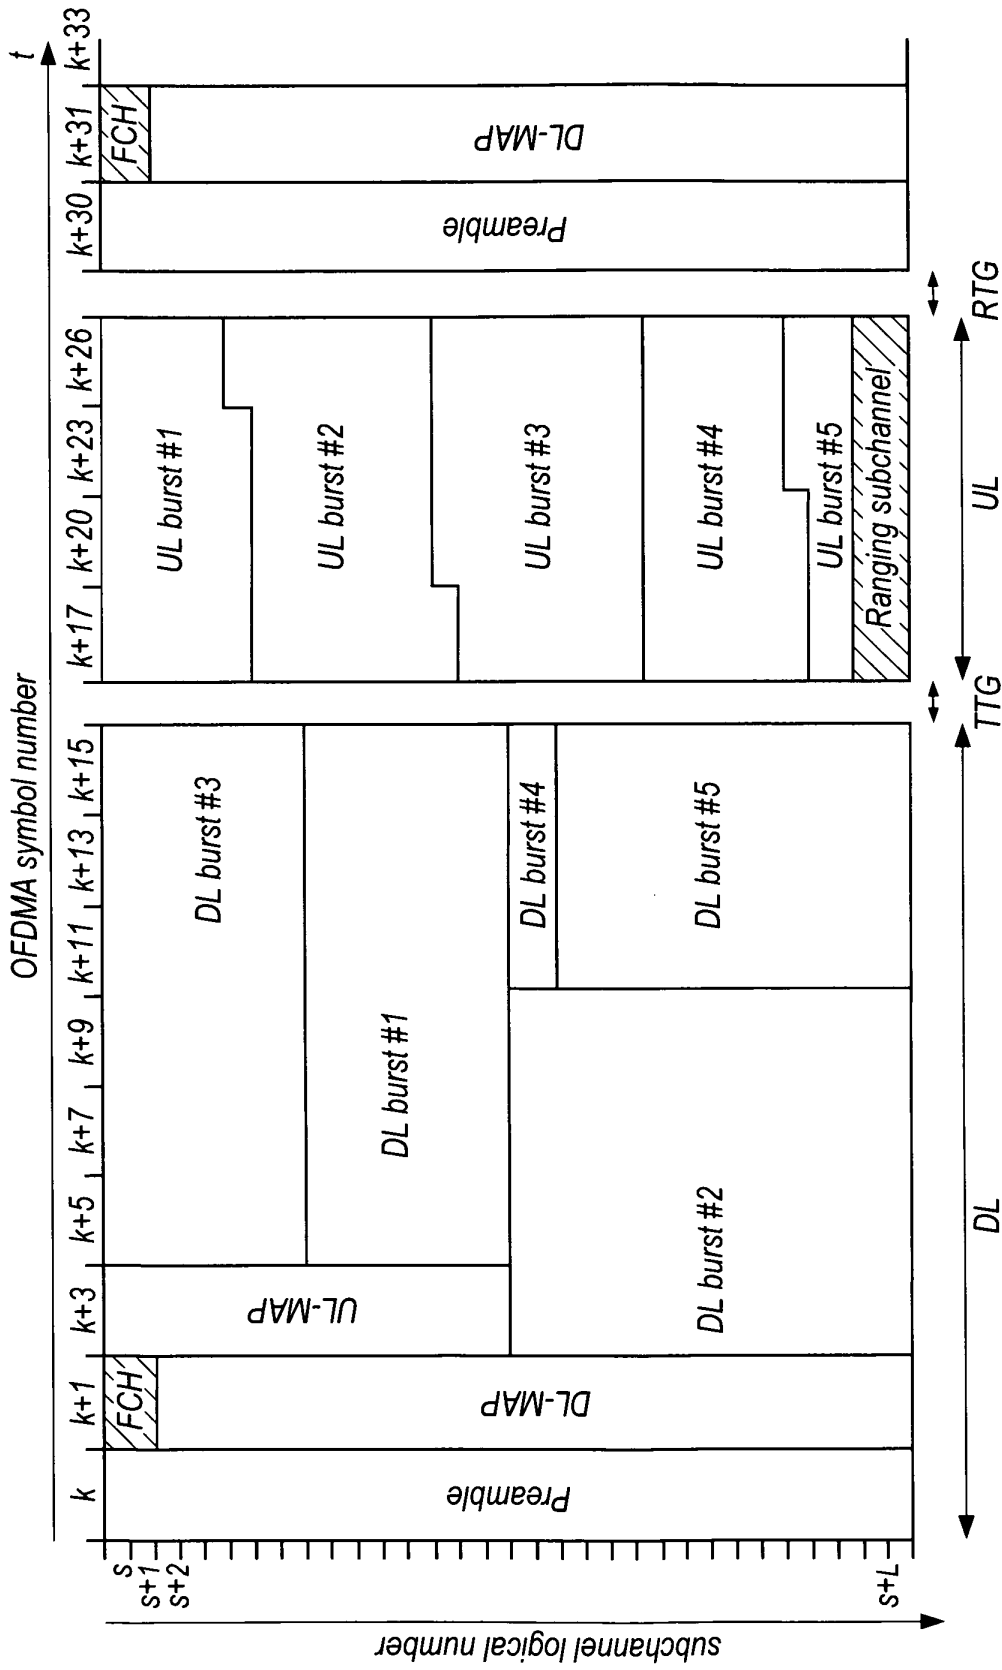 OFDMA symbol number
t
k
k+1
k+3
k+5
k+7
k+9
k+11
k+13
k+15
k+17
k+20
k+23
k+26
k+30
k+31
k+33
subchannel logical number
s
s+1
s+2
s+L
Preamble
FCH
DL-MAP
UL-MAP
DL burst #3
DL burst #1
DL burst #2
DL burst #4
DL burst #5
UL burst #1
UL burst #2
UL burst #3
UL burst #4
UL burst #5
Ranging subchannel
Preamble
FCH
DL-MAP
DL
TTG
UL
RTG